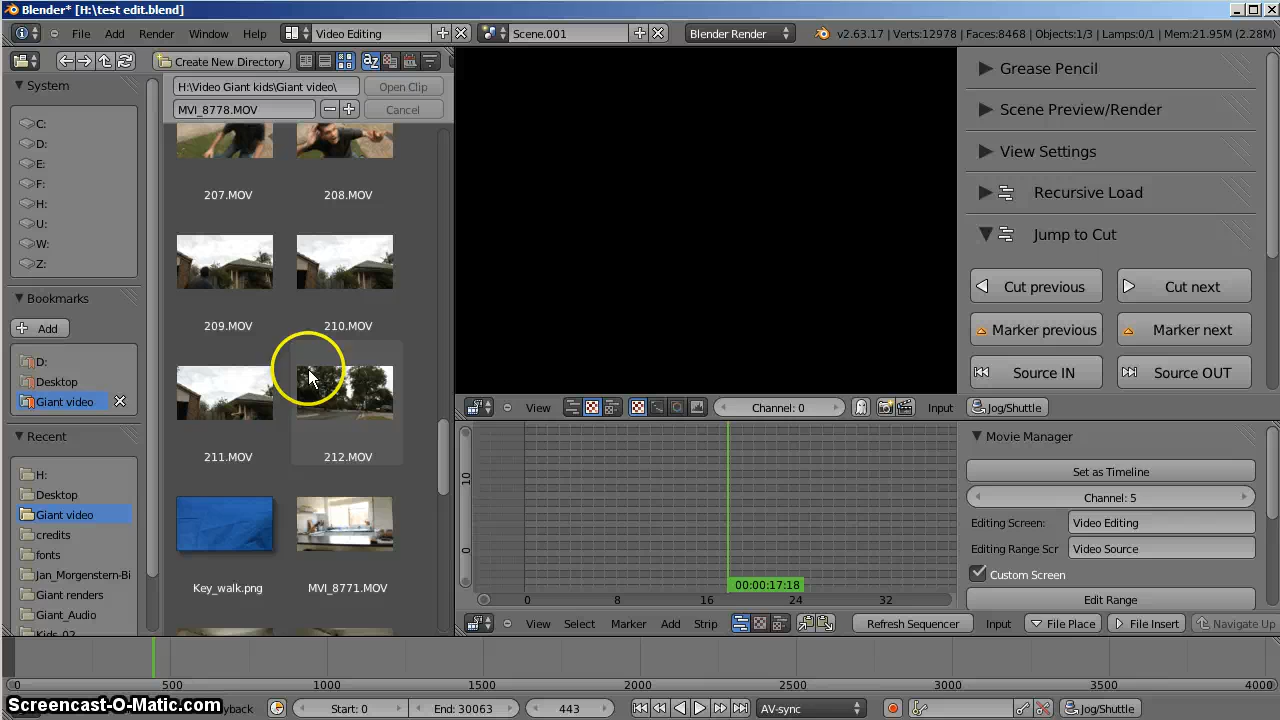 Blender* [H:\test edit.blend]
File Add Render Window Help Video Editing Scene.001 Blender Render v2.63.17 | Verts:12978 | Faces:8468 | Objects:1/3 | Lamps:0/1 | Mem:21.95M (2.28M)
Create New Directory
System
C:
D:
E:
F:
H:
U:
W:
Z:
Bookmarks
Add
D:
Desktop
Giant video
Recent
H:
Desktop
Giant video
credits
fonts
Jan_Morgenstern-Bi
Giant renders
Giant_Audio
Kids_02
H:\Video Giant kids\Giant video\ Open Clip
MVI_8778.MOV Cancel
207.MOV 208.MOV
209.MOV 210.MOV
211.MOV 212.MOV
Key_walk.png MVI_8771.MOV
Grease Pencil
Scene Preview/Render
View Settings
Recursive Load
Jump to Cut
Cut previous Cut next
Marker previous Marker next
Source IN Source OUT
View Channel: 0 Input Jog/Shuttle
10
0
00:00:17:18
0 8 16 24 32
Movie Manager
Set as Timeline
Channel: 5
Editing Screen Video Editing
Editing Range Scr Video Source
Custom Screen
Edit Range
View Select Marker Add Strip Refresh Sequencer Input File Place File Insert Navigate Up
0 500 1000 1500 2000 2500 3000 3500 4000
Screencast-O-Matic.com
yback Start: 0 End: 30063 443 AV-sync Jog/Shuttle